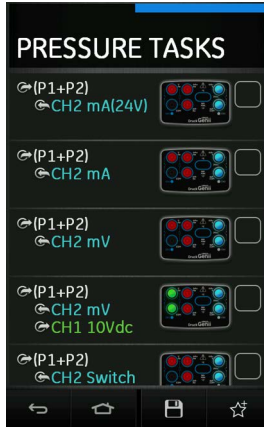 PRESSURE TASKS
(P1+P2)
CH2 mA(24V)
(P1+P2)
CH2 mA
(P1+P2)
CH2 mV
(P1+P2)
CH2 mV
CH1 10Vdc
(P1+P2)
CH2 Switch